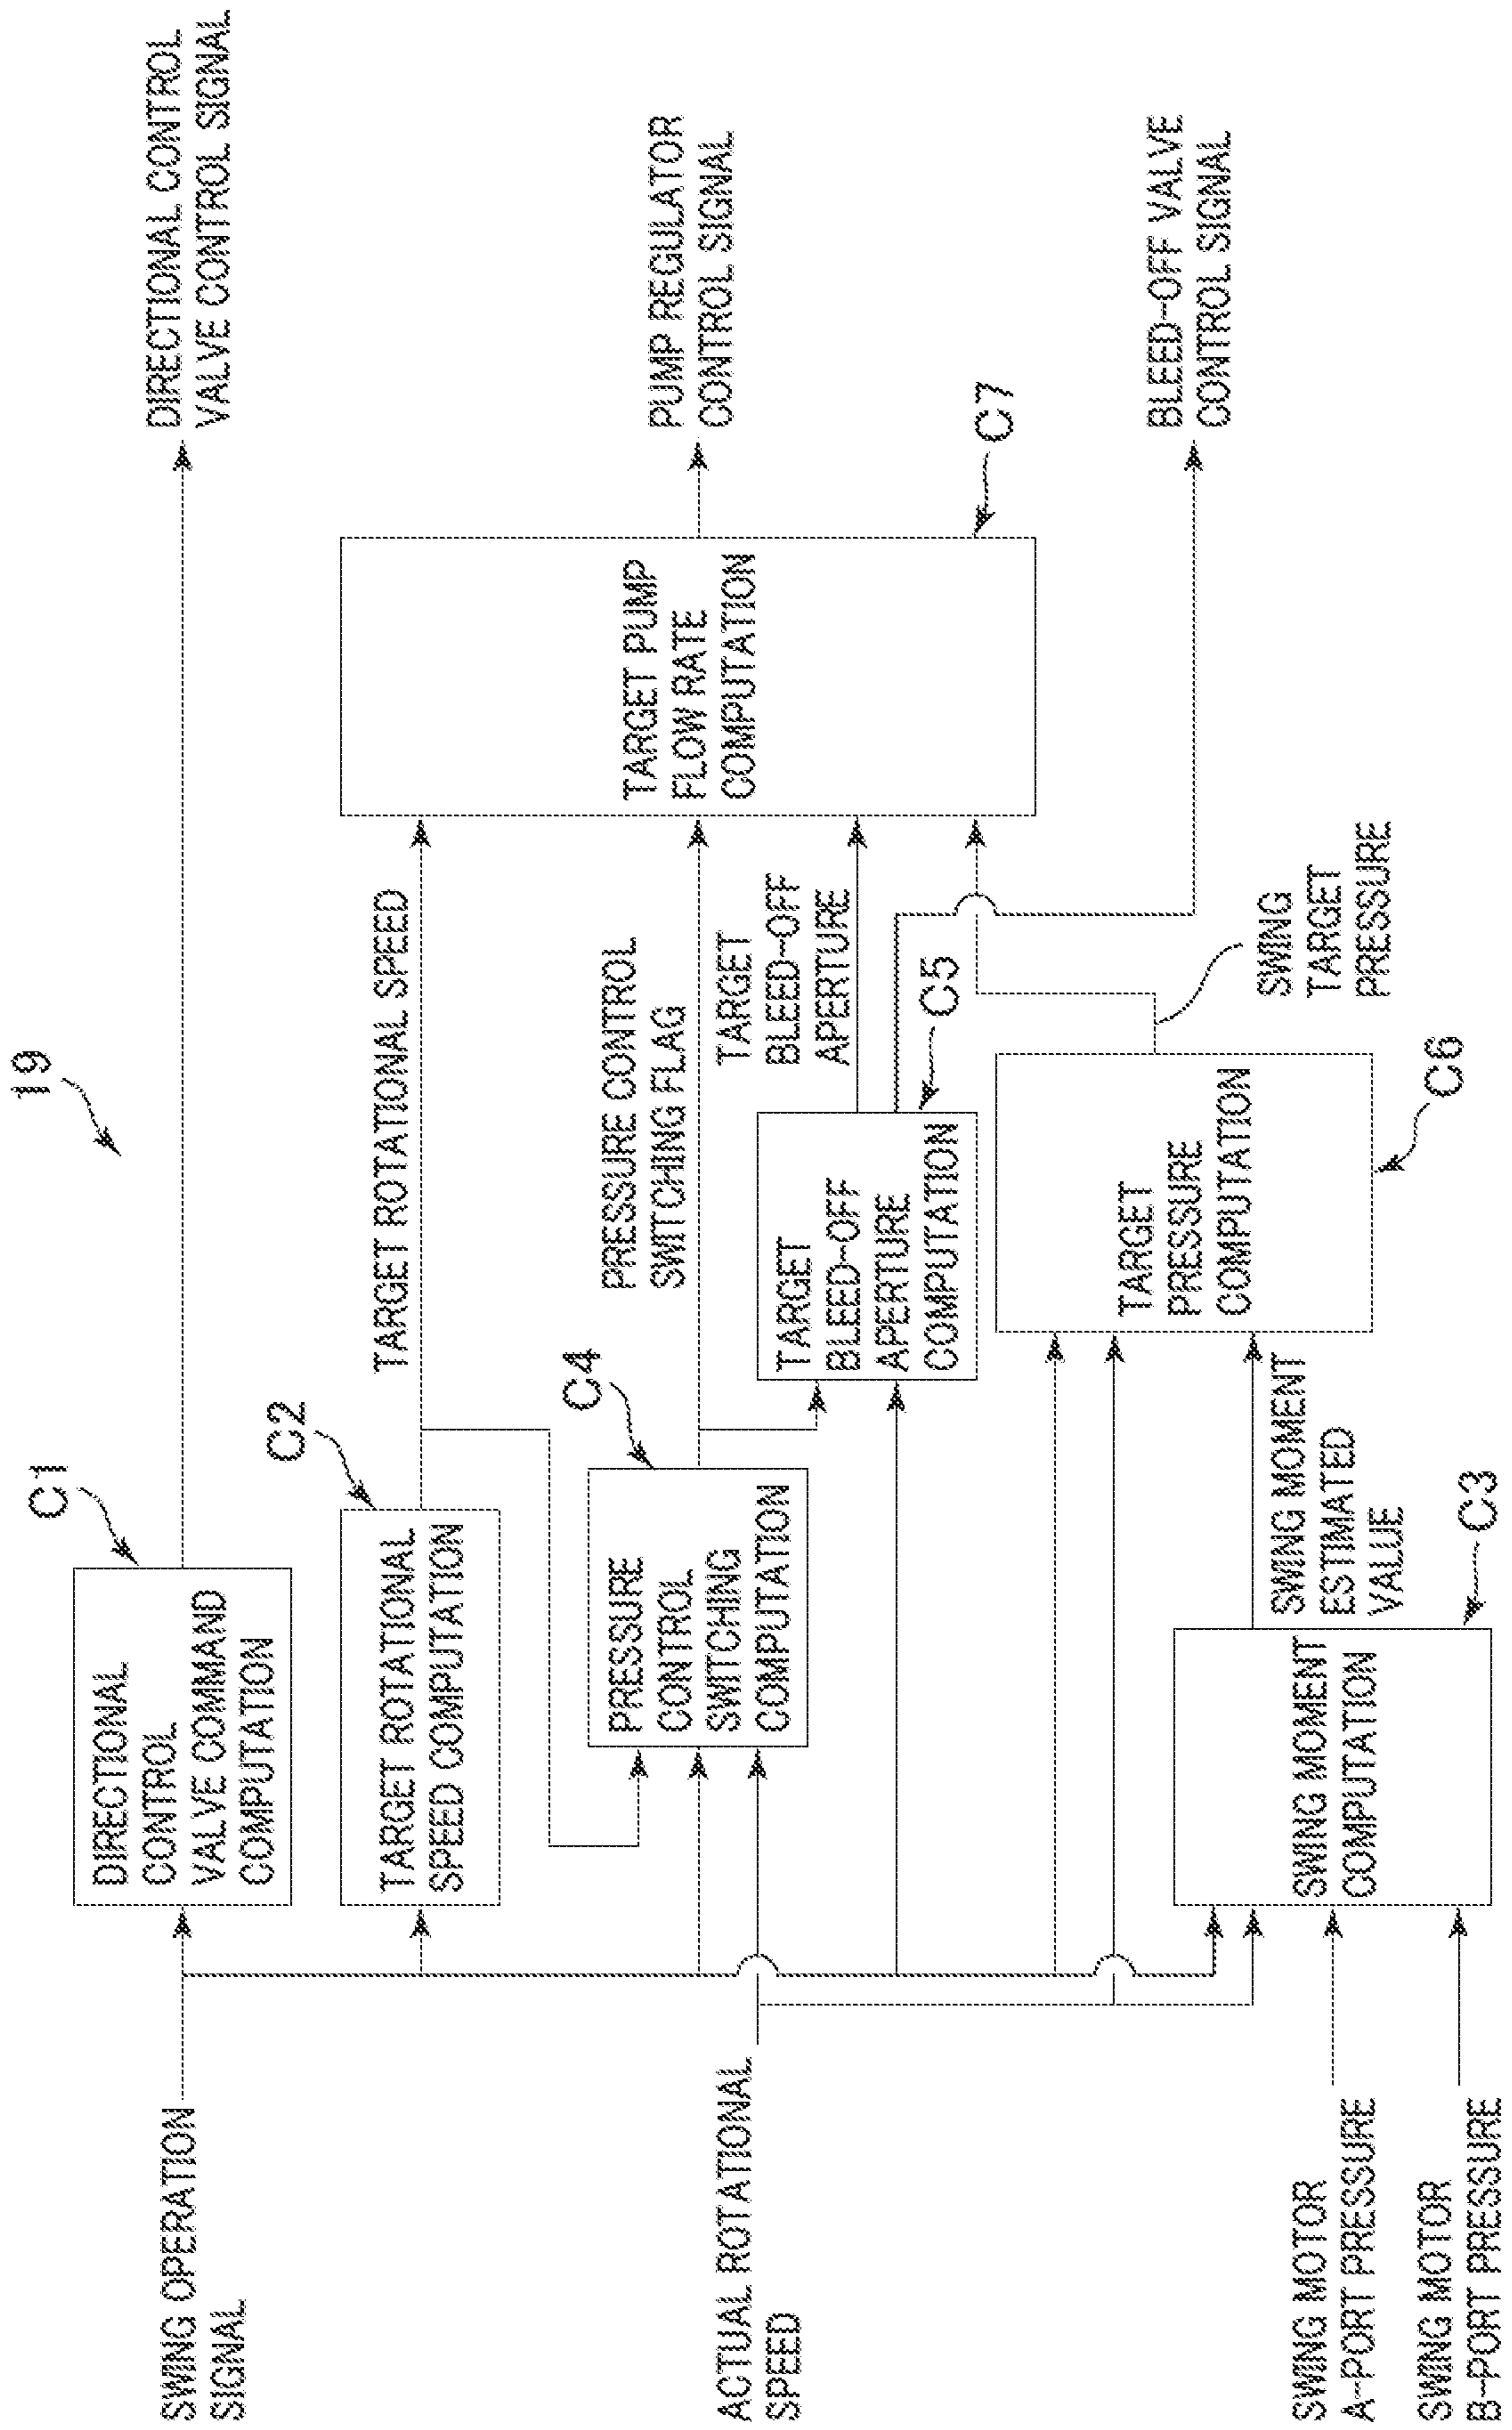 19
SWING OPERATION
SIGNAL
ACTUAL ROTATIONAL
SPEED
SWING MOTOR
A-PORT PRESSURE
SWING MOTOR
B-PORT PRESSURE
C1
DIRECTIONAL
CONTROL
VALVE COMMAND
COMPUTATION
C2
TARGET ROTATIONAL
SPEED COMPUTATION
C4
PRESSURE
CONTROL
SWITCHING
COMPUTATION
SWING MOMENT
COMPUTATION
C3
SWING MOMENT
ESTIMATED
VALUE
TARGET ROTATIONAL SPEED
PRESSURE CONTROL
SWITCHING FLAG
TARGET
BLEED-OFF
APERTURE
C5
TARGET
BLEED-OFF
APERTURE
COMPUTATION
TARGET
PRESSURE
COMPUTATION
C6
SWING
TARGET
PRESSURE
TARGET PUMP
FLOW RATE
COMPUTATION
C7
DIRECTIONAL CONTROL
VALVE CONTROL SIGNAL
PUMP REGULATOR
CONTROL SIGNAL
BLEED-OFF VALVE
CONTROL SIGNAL